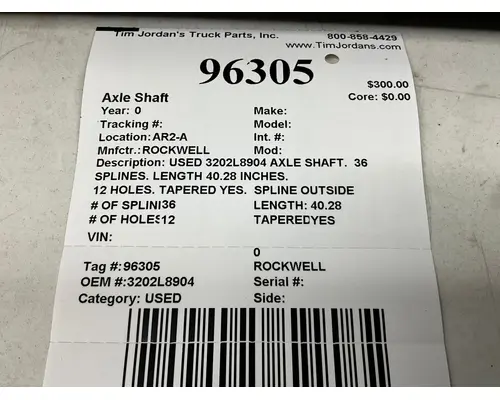 Tim Jordan's Truck Parts, Inc. 800-858-4429
www.TimJordans.com
96305
$300.00
Axle Shaft Core: $0.00
Year: 0 Make:
Tracking #: Model:
Location:AR2-A Int. #:
Mnfctr.:ROCKWELL Mod:
Description: USED 3202L8904 AXLE SHAFT. 36
SPLINES. LENGTH 40.28 INCHES.
12 HOLES. TAPERED YES. SPLINE OUTSIDE
# OF SPLINI36 LENGTH: 40.28
# OF HOLES12 TAPEREDYES
VIN:
0
Tag #:96305 ROCKWELL
OEM #:3202L8904 Serial #:
Category: USED Side: